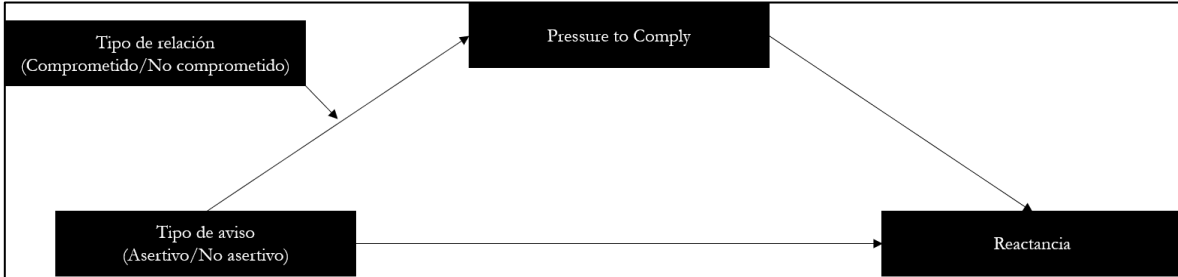 Tipo de relación
(Comprometido/No comprometido)
Pressure to Comply
Tipo de aviso
(Asertivo/No asertivo)
Reactancia